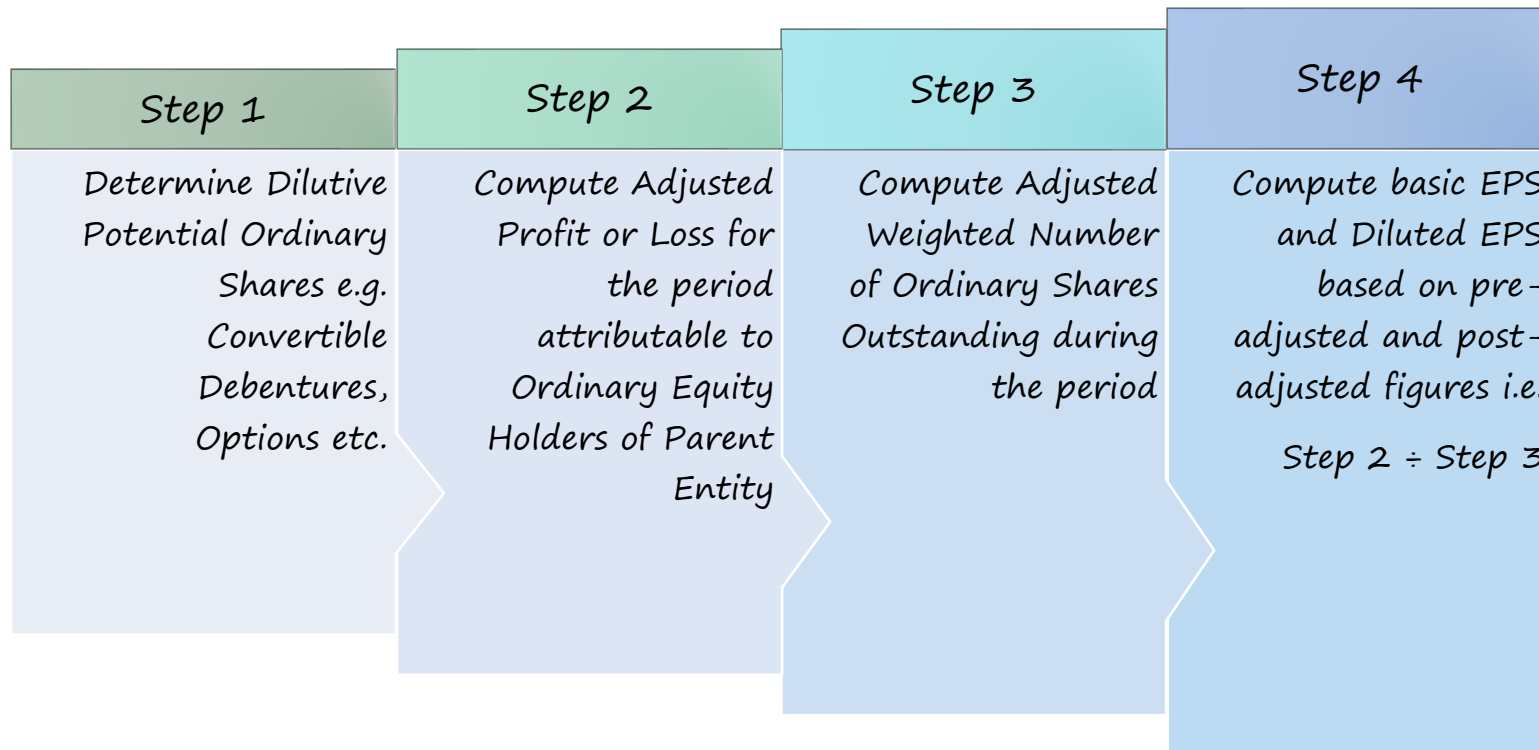 Step 1
Determine Dilutive
Potential Ordinary
Shares e.g.
Convertible
Debentures,
Options etc.
Step 2
Compute Adjusted
Profit or Loss for
the period
attributable to
Ordinary Equity
Holders of Parent
Entity
Step 3
Compute Adjusted
Weighted Number
of Ordinary Shares
Outstanding during
the period
Step 4
Compute basic EPS
and Diluted EPS
based on pre-
adjusted and post-
adjusted figures i.e.
Step 2 ÷ Step 3